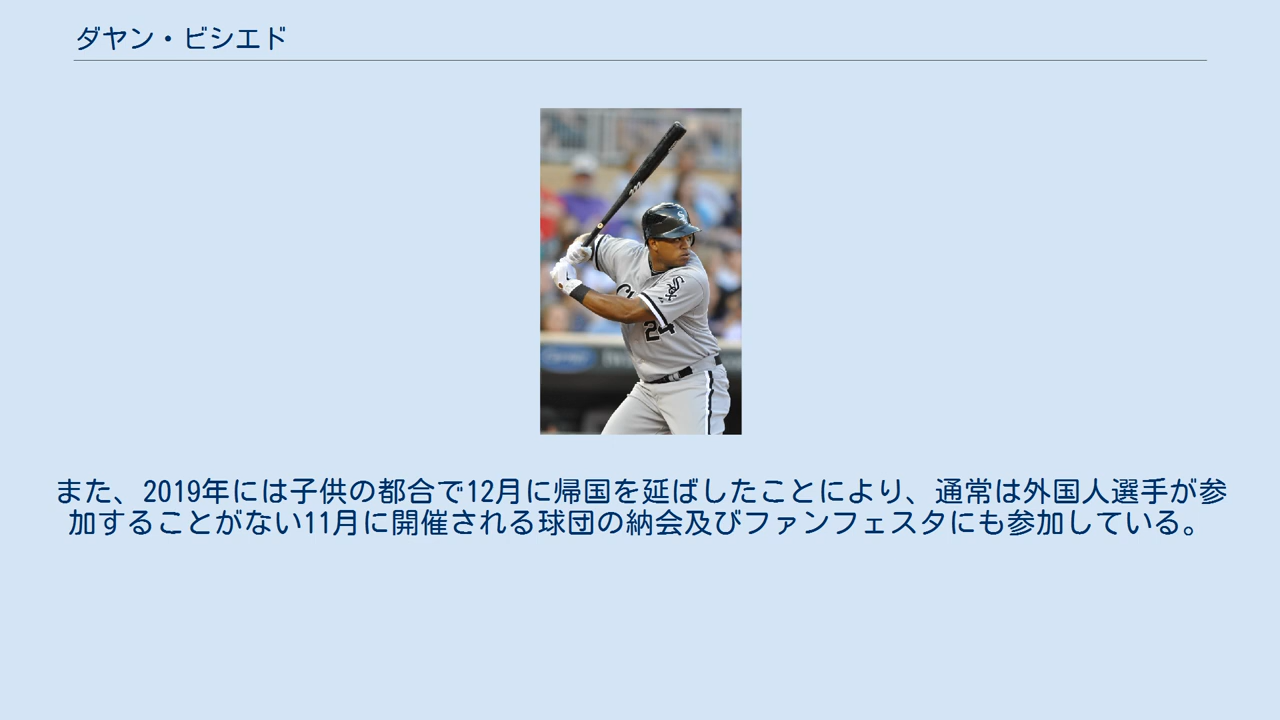 ダヤン・ビシエド
Sox
24
また、2019年には子供の都合で12月に帰国を延ばしたことにより、通常は外国人選手が参
加することがない11月に開催される球団の納会及びファンフェスタにも参加している。